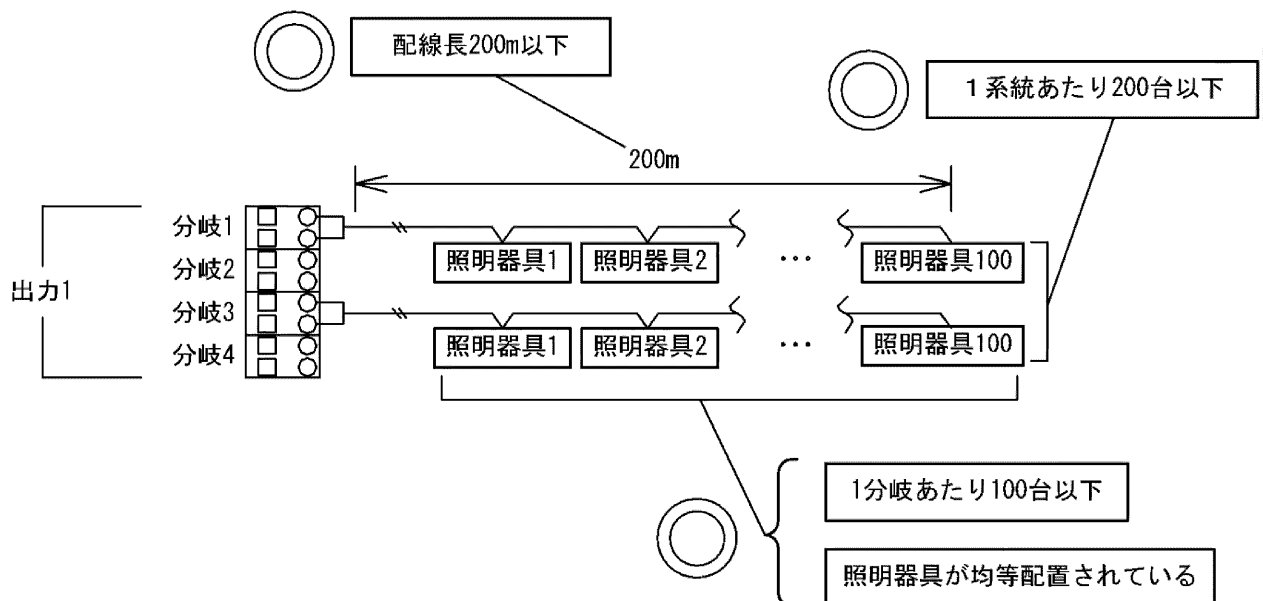 配線長200m以下
１系統あたり200台以下
200m
出力1
分岐1
分岐2
分岐3
分岐4
照明器具1
照明器具2
･･･
照明器具100
照明器具1
照明器具2
･･･
照明器具100
1分岐あたり100台以下
照明器具が均等配置されている